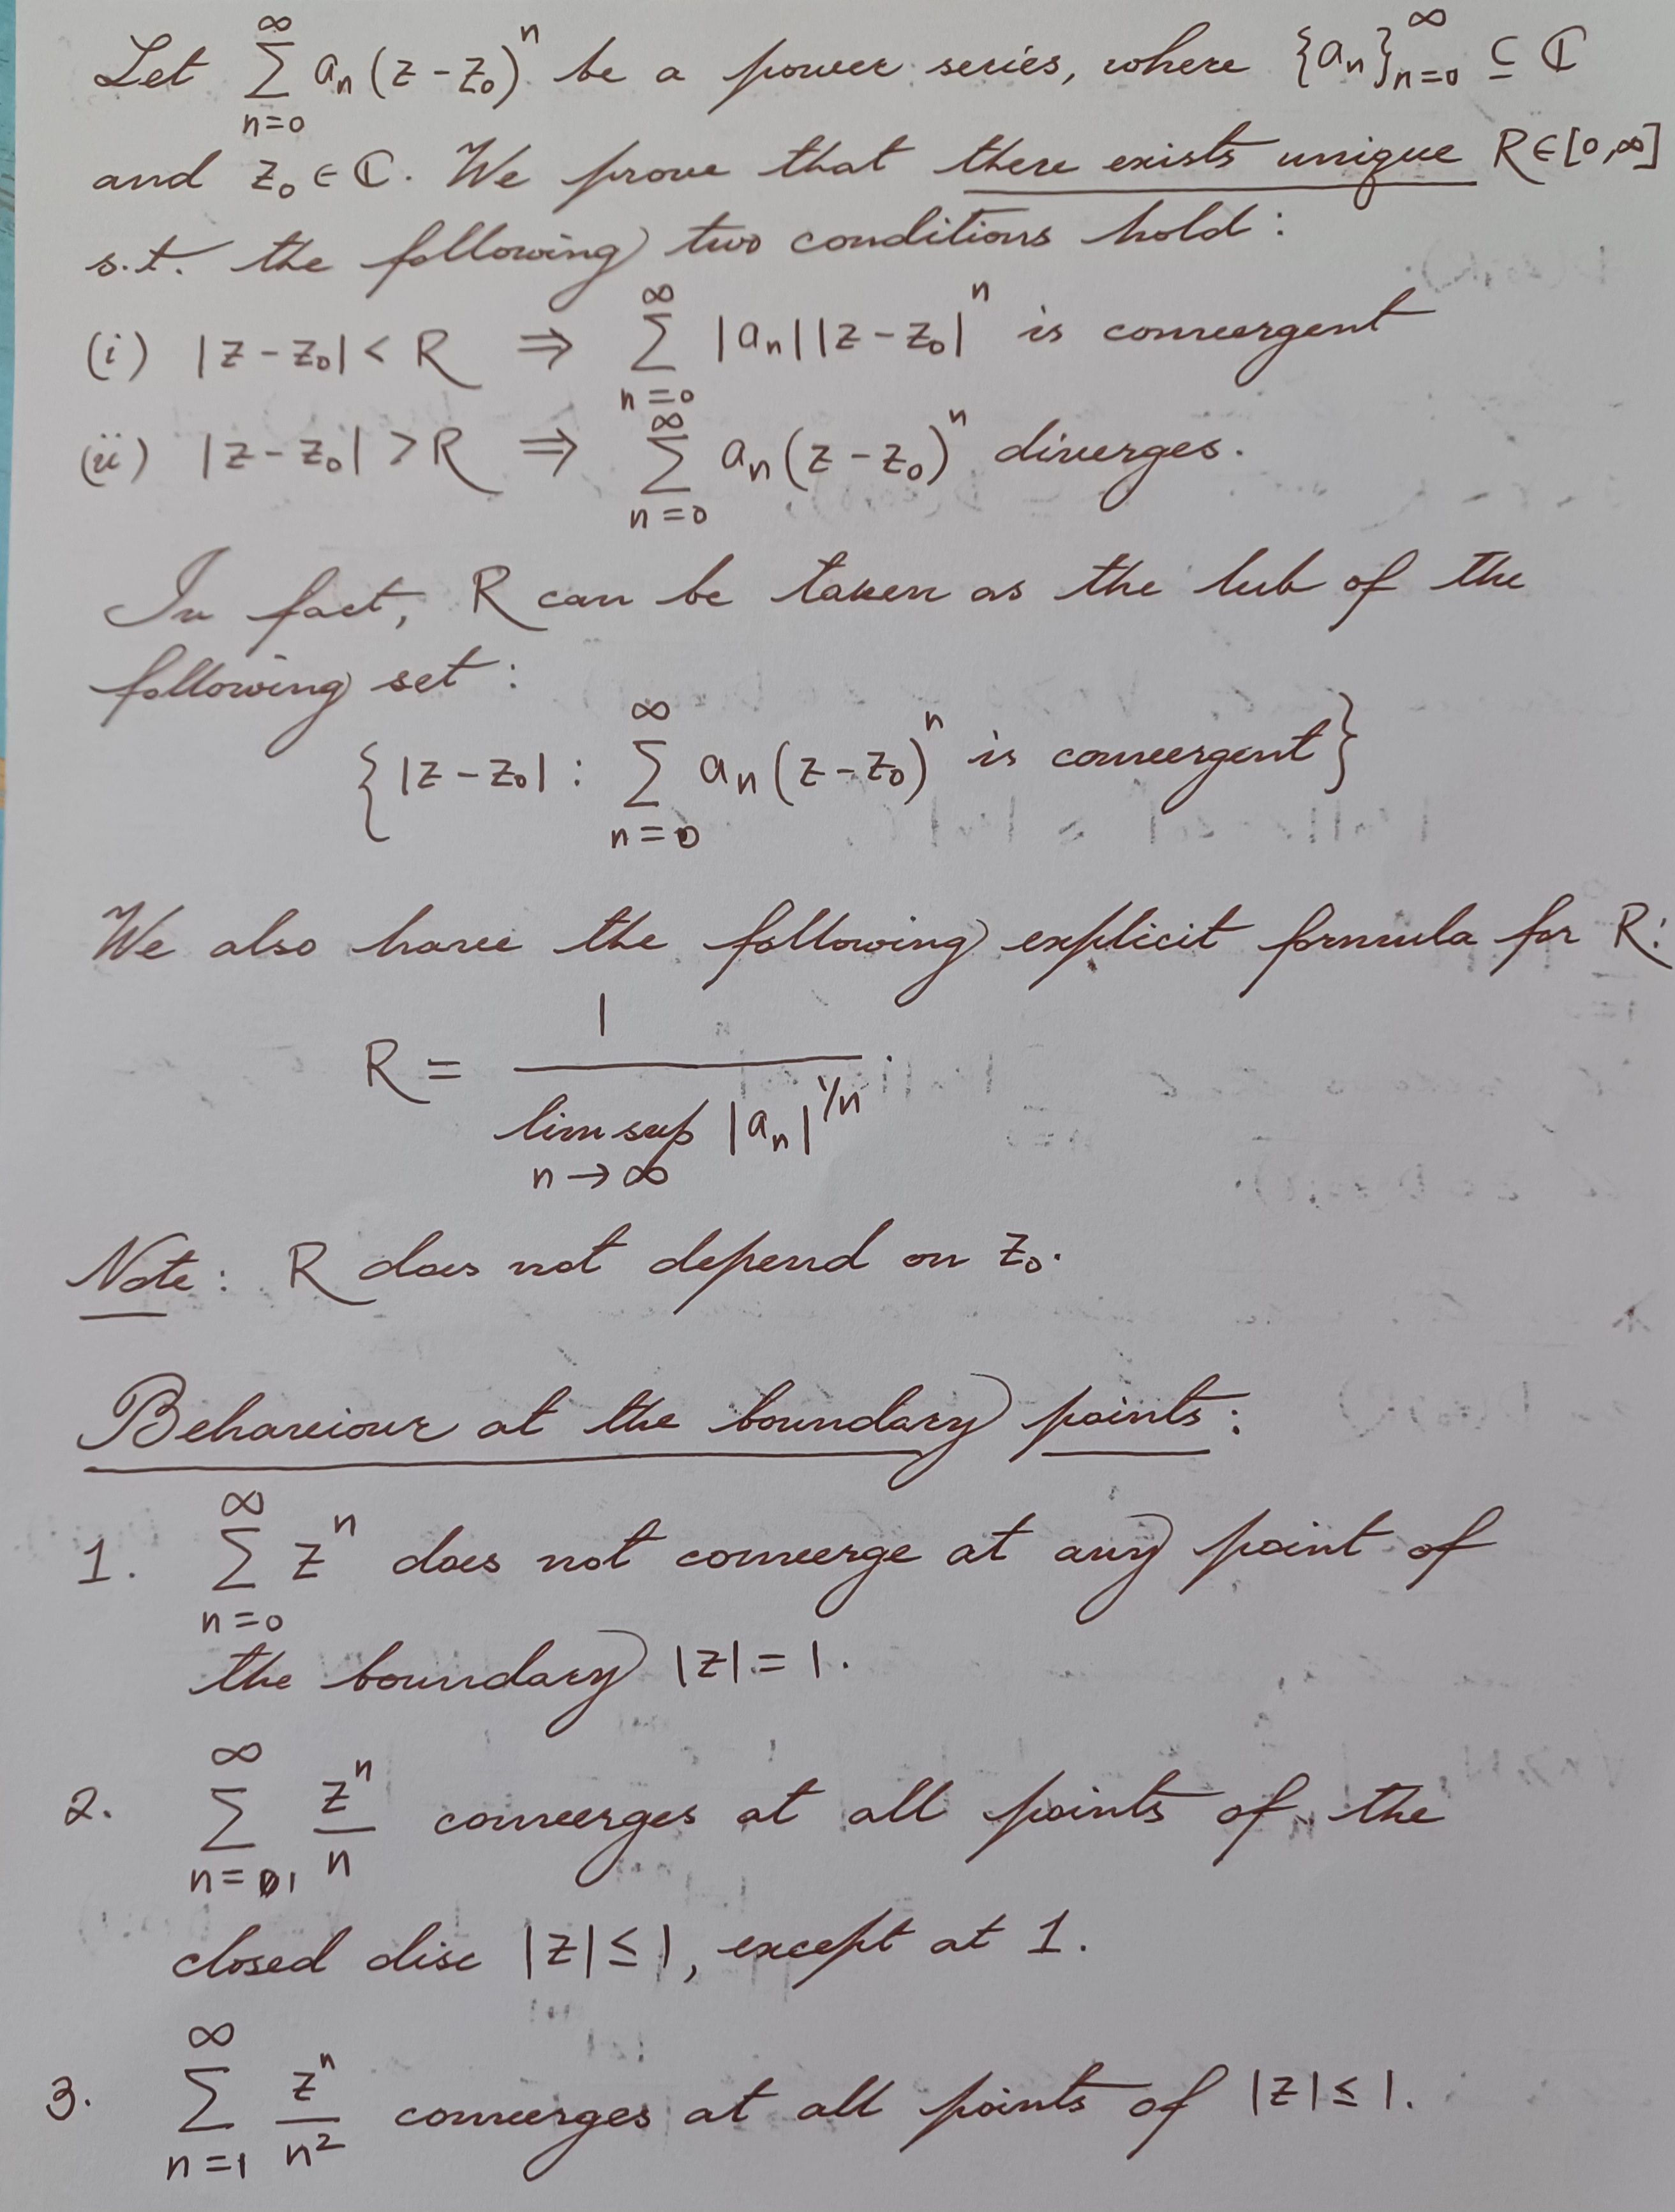 Let $\sum_{n=0}^{\infty} a_n (z - z_0)^n$ be a power series, where $\{a_n\}_{n=0}^{\infty} \subseteq \mathbb{C}$
and $z_0 \in \mathbb{C}$. We prove that there exists unique $R \in [0, \infty]$
s.t. the following two conditions hold:
(i) $|z - z_0| < R \Rightarrow \sum_{n=0}^{\infty} |a_n| |z - z_0|^n$ is convergent
(ii) $|z - z_0| > R \Rightarrow \sum_{n=0}^{\infty} a_n (z - z_0)^n$ diverges.
In fact, R can be taken as the lub of the
following set:
$\{ |z - z_0| : \sum_{n=0}^{\infty} a_n (z - z_0)^n$ is convergent$\}$
We also have the following explicit formula for R:
$R = \frac{1}{\limsup_{n \to \infty} |a_n|^{1/n}}.$
Note: R does not depend on $z_0$.
Behaviour at the boundary points:
1. $\sum_{n=0}^{\infty} z^n$ does not converge at any point of
the boundary $|z| = 1$.
2. $\sum_{n=1}^{\infty} \frac{z^n}{n}$ converges at all points of the
closed disc $|z| \leq 1$, except at 1.
3. $\sum_{n=1}^{\infty} \frac{z^n}{n^2}$ converges at all points of $|z| \leq 1$.